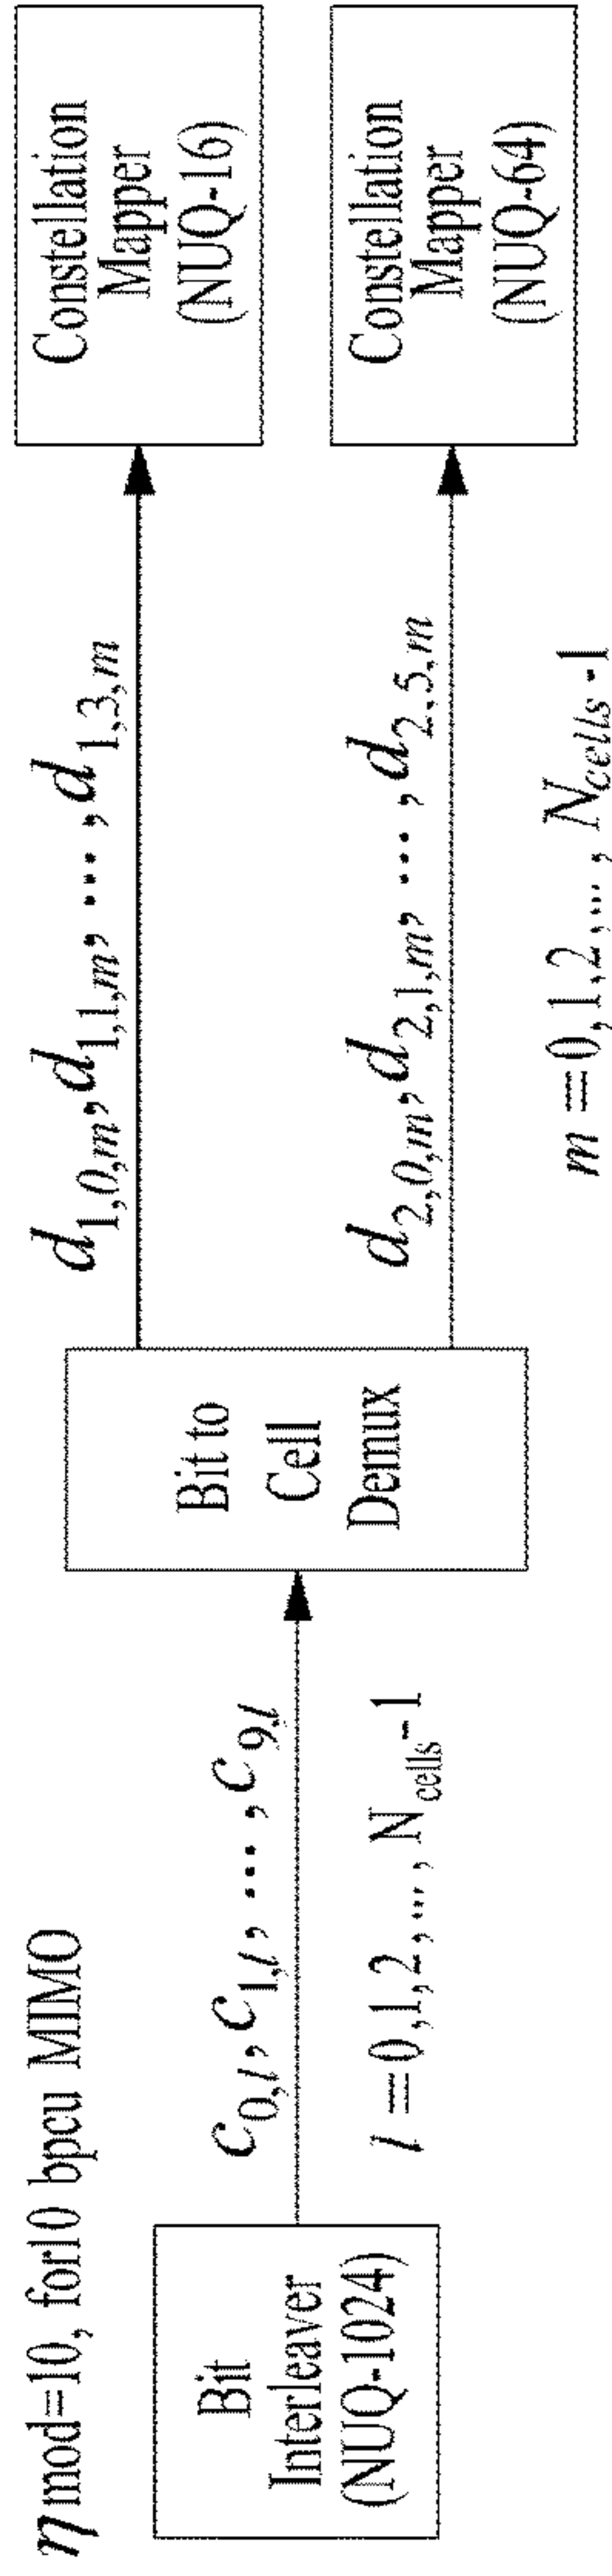 η mod=10, for10 bpcu MIMO
Bit
Interleaver
(NUQ-1024)
c0,l, c1,l, ..., c9,l
l =0,1,2,..., Ncells-1
Bit to
Cell
Demux
d1,0,m, d1,1,m, ..., d1,3,m
d2,0,m, d2,1,m, ..., d2,5,m
m =0,1,2,..., Ncells-1
Constellation
Mapper
(NUQ-16)
Constellation
Mapper
(NUQ-64)